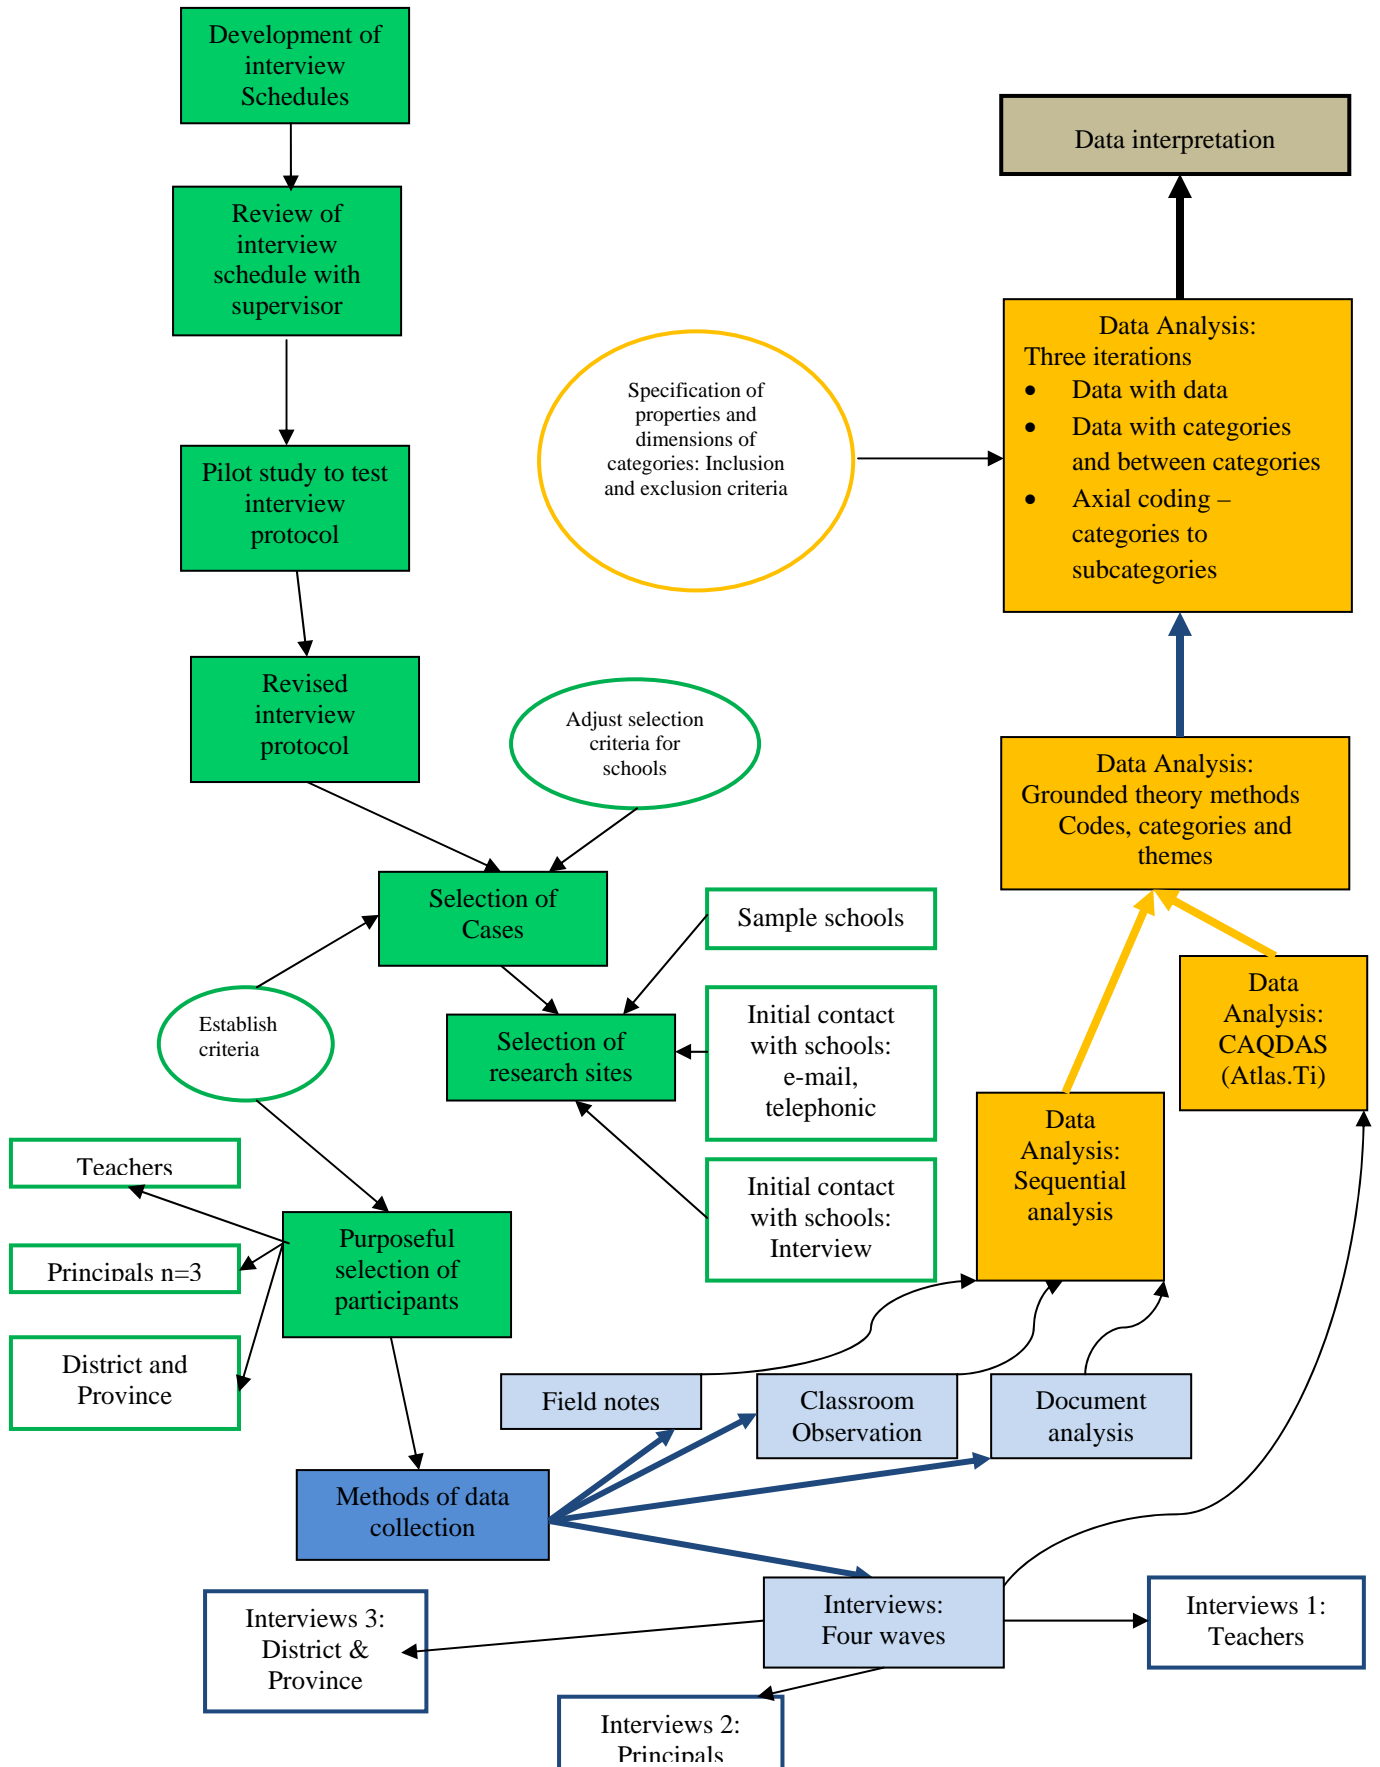 Development of
interview
Schedules
Review of
interview
schedule with
supervisor
Pilot study to test
interview
protocol
Revised
interview
protocol
Adjust selection
criteria for
schools
Selection of
Cases
Establish
criteria
Selection of
research sites
Sample schools
Initial contact
with schools:
e-mail,
telephonic
Initial contact
with schools:
Interview
Teachers
Principals n=3
District and
Province
Purposeful
selection of
participants
Methods of data
collection
Field notes
Classroom
Observation
Document
analysis
Interviews:
Four waves
Interviews 3:
District &
Province
Interviews 2:
Principals
Interviews 1:
Teachers
Data
Analysis:
Sequential
analysis
Data
Analysis:
CAQDAS
(Atlas.Ti)
Data Analysis:
Grounded theory methods
Codes, categories and
themes
Specification of
properties and
dimensions of
categories: Inclusion
and exclusion criteria
Data Analysis:
Three iterations
• Data with data
• Data with categories
and between categories
• Axial coding –
categories to
subcategories
Data interpretation